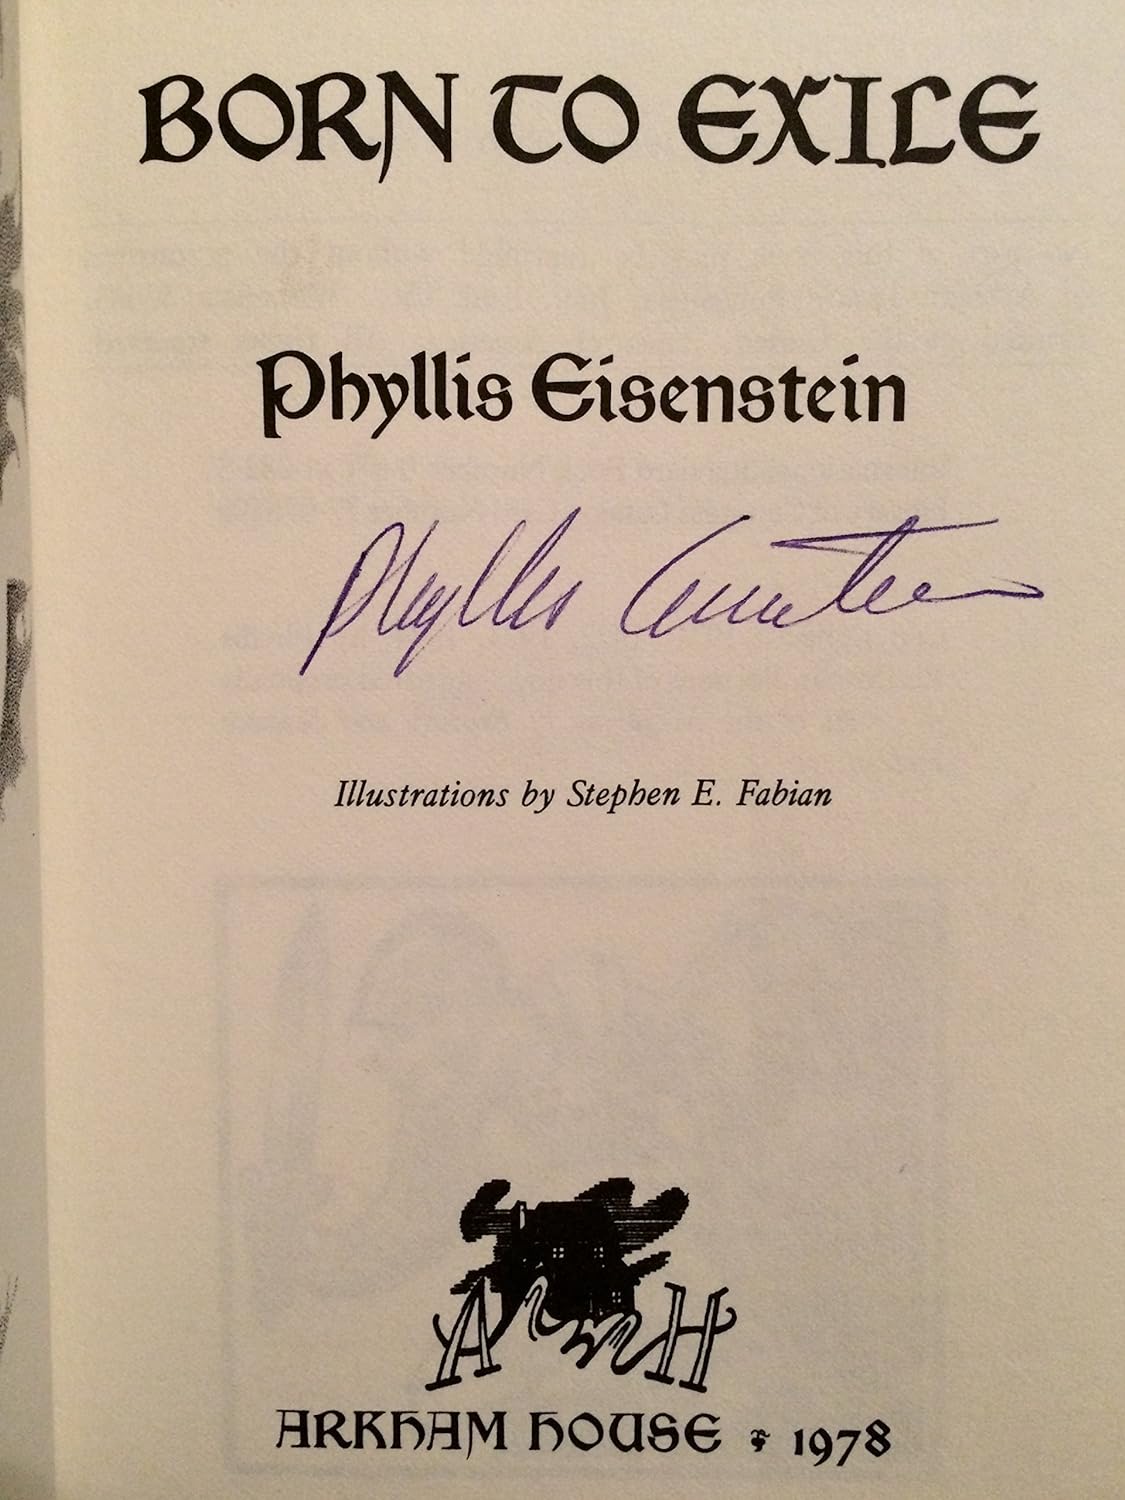 BORN TO EXILE
Phyllis Eisenstein
Phyllis Eisenstein
Illustrations by Stephen E. Fabian
A H
ARKHAM HOUSE 1978